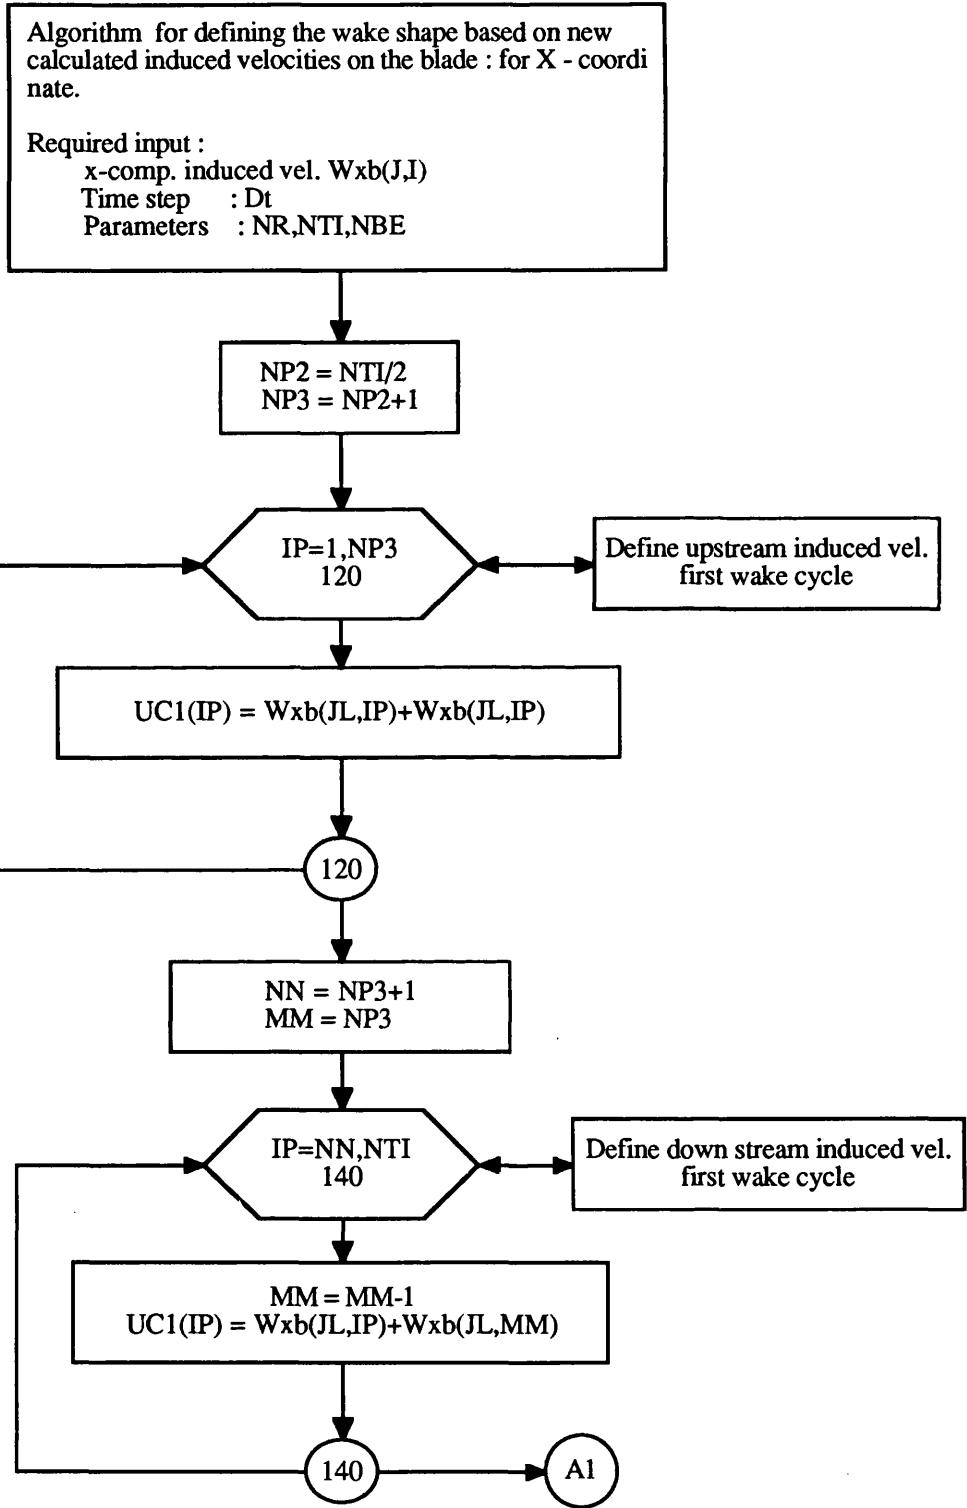 Algorithm for defining the wake shape based on new
calculated induced velocities on the blade : for X - coordi
nate.
Required input :
x-comp. induced vel. Wxb(J,I)
Time step : Dt
Parameters : NR,NTI,NBE
NP2 = NTI/2
NP3 = NP2+1
IP=1,NP3
120
Define upstream induced vel.
first wake cycle
UC1(IP) = Wxb(JL,IP)+Wxb(JL,IP)
120
NN = NP3+1
MM = NP3
IP=NN,NTI
140
Define down stream induced vel.
first wake cycle
MM = MM-1
UC1(IP) = Wxb(JL,IP)+Wxb(JL,MM)
140
A1